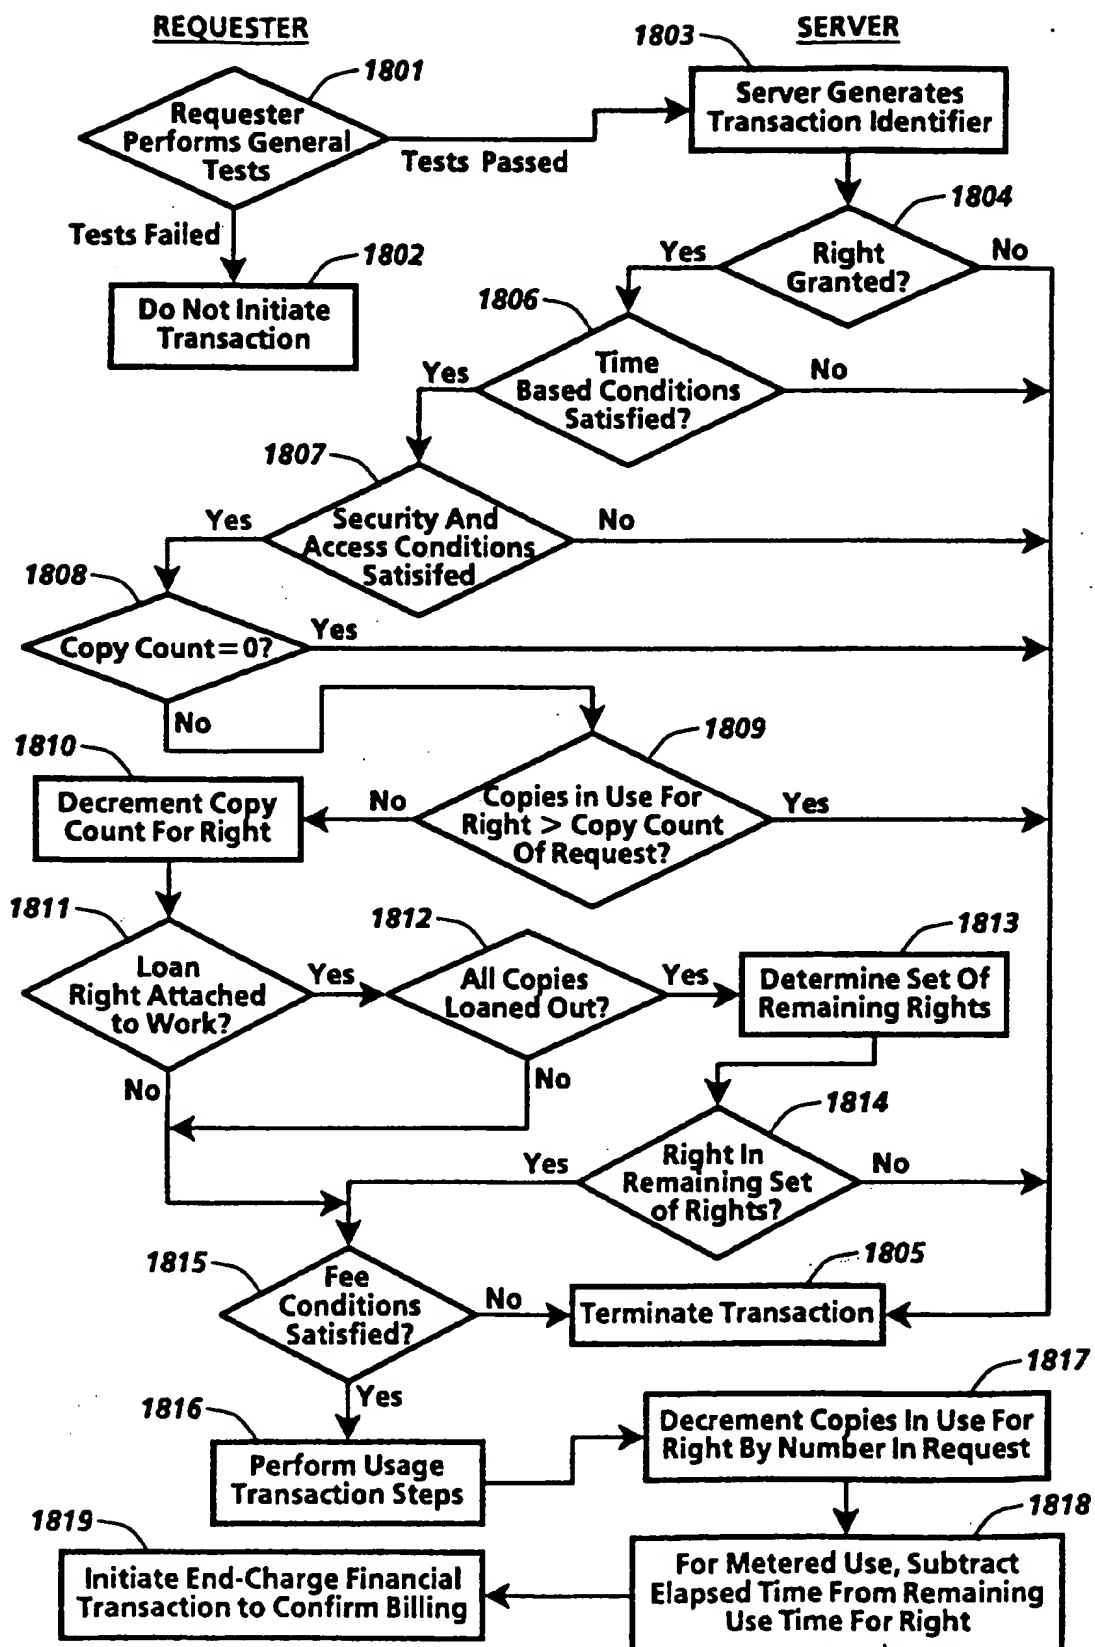 REQUESTER
SERVER
1801
1803
Requester
Performs General
Tests
Tests Passed
Server Generates
Transaction Identifier
Tests Failed
1802
Do Not Initiate
Transaction
1804
Right
Granted?
Yes
No
1806
Time
Based Conditions
Satisfied?
Yes
No
1807
Security And
Access Conditions
Satisifed
Yes
No
1808
Copy Count=0?
Yes
No
1809
Copies in Use For
Right > Copy Count
Of Request?
No
Yes
1810
Decrement Copy
Count For Right
1811
Loan
Right Attached
to Work?
Yes
No
1812
All Copies
Loaned Out?
Yes
No
1813
Determine Set Of
Remaining Rights
1814
Right In
Remaining Set
of Rights?
Yes
No
1815
Fee
Conditions
Satisfied?
No
Yes
1805
Terminate Transaction
1816
Perform Usage
Transaction Steps
1817
Decrement Copies In Use For
Right By Number In Request
1818
For Metered Use, Subtract
Elapsed Time From Remaining
Use Time For Right
1819
Initiate End-Charge Financial
Transaction to Confirm Billing